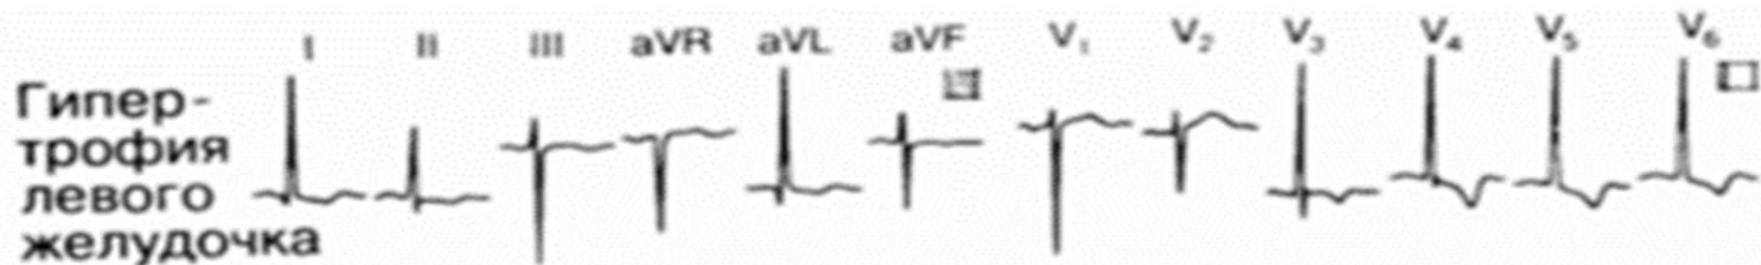 I II III aVR aVL aVF V₁ V₂ V₃ V₄ V₅ V₆
Гипер-
трофия
левого
желудочка